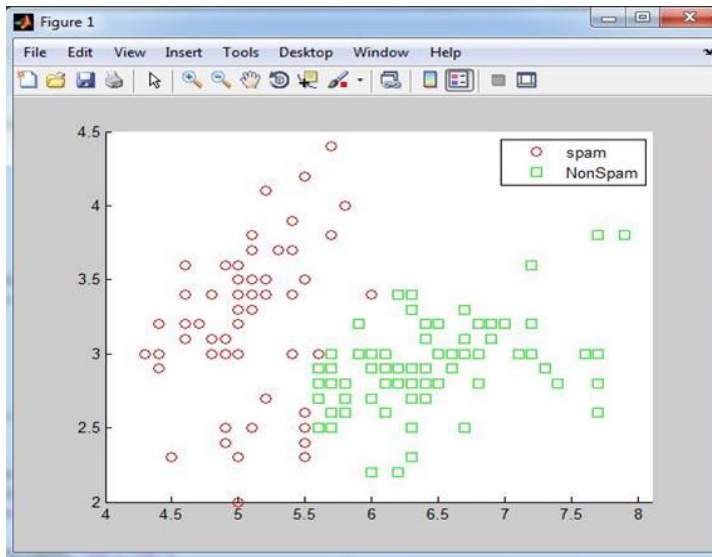 Figure 1
File Edit View Insert Tools Desktop Window Help
4.5
4
3.5
3
2.5
2
4 4.5 5 5.5 6 6.5 7 7.5 8
spam
NonSpam